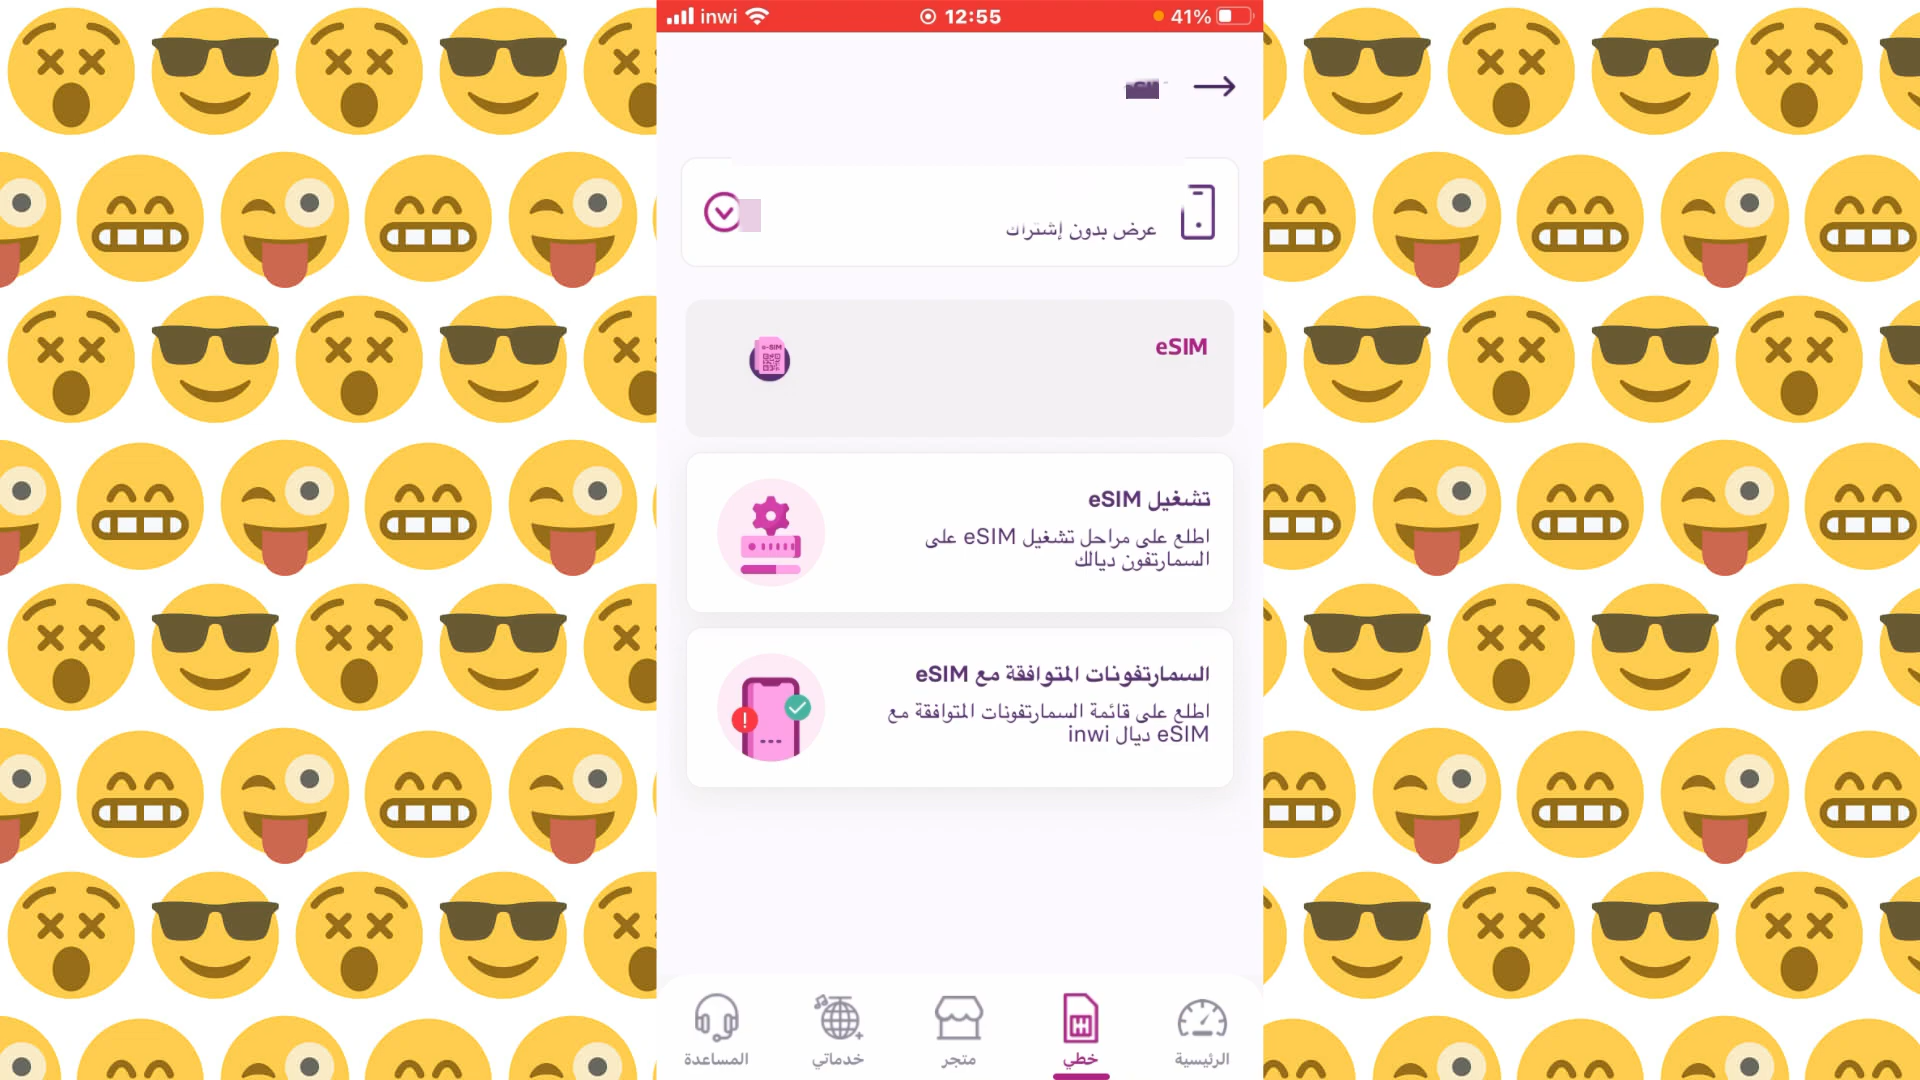 inwi
12:55
41%
عرض بدون إشتراك
eSIM
e-SIM
تشغيل eSIM
اطلع على مراحل تشغيل eSIM على
السمارتفون ديالك
السمارتفونات المتوافقة مع eSIM
اطلع على قائمة السمارتفونات المتوافقة مع
eSIM ديال inwi
الرئيسية
خطي
متجر
خدماتي
المساعدة